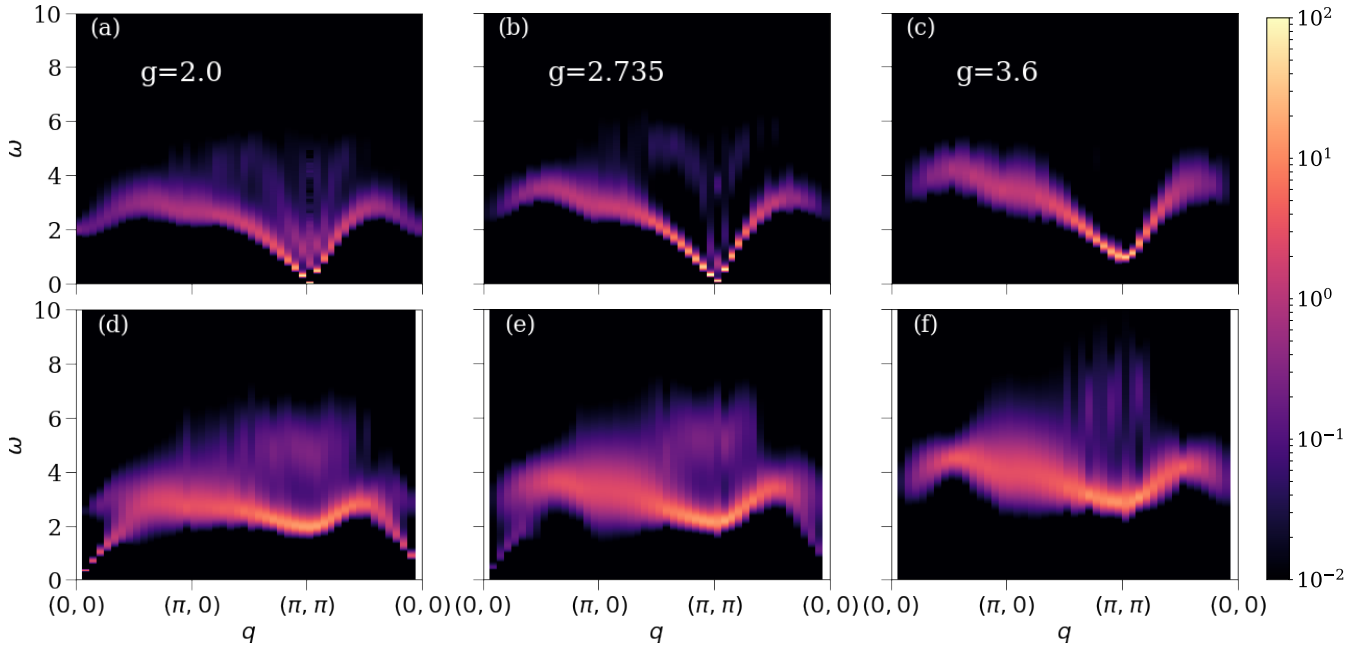 (a) g=2.0
(b) g=2.735
(c) g=3.6
10
8
6
4
2
0
ω
(d)
(e)
(f)
10
8
6
4
2
0
ω
(0, 0) (π, 0) (π, π) (0, 0)
(0, 0) (π, 0) (π, π) (0, 0)
(0, 0) (π, 0) (π, π) (0, 0)
q
q
q
10²
10¹
10⁰
10⁻¹
10⁻²